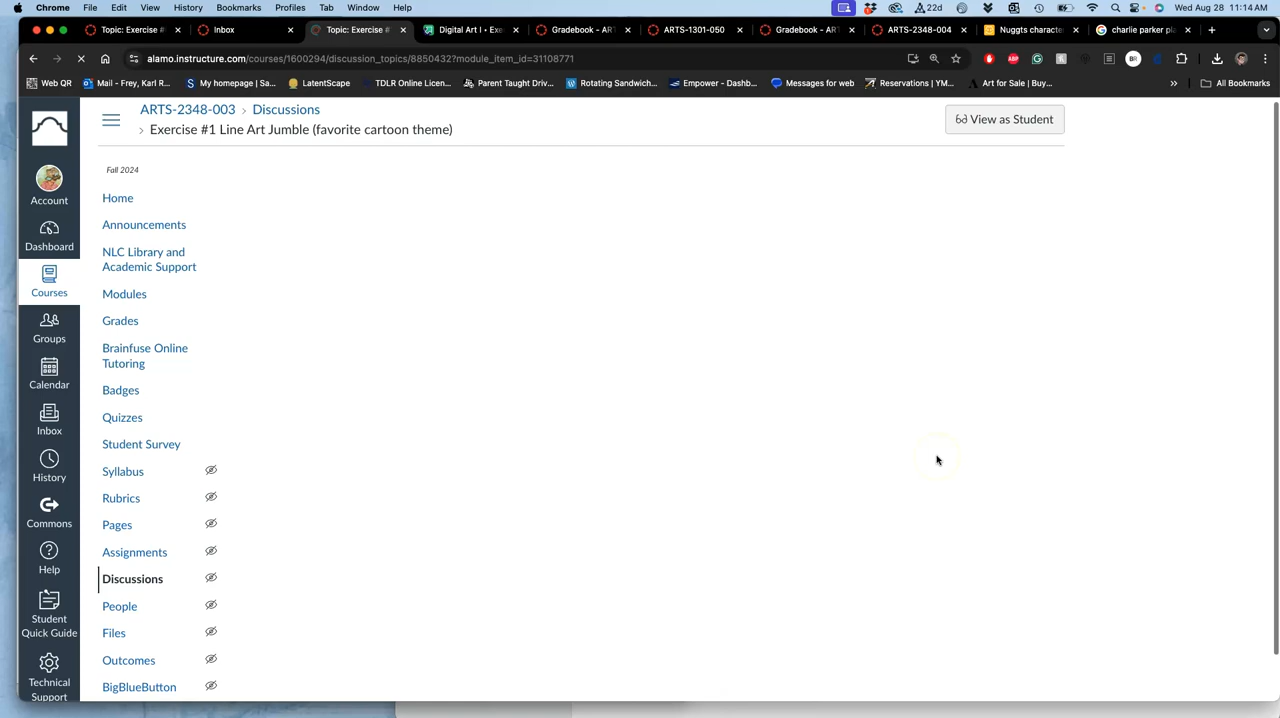 Chrome File Edit View History Bookmarks Profiles Tab Window Help 22d Wed Aug 28 11:14 AM
Topic: Exercise # Inbox Topic: Exercise # Digital Art I • Exe Gradebook - AR ARTS-1301-050 Gradebook - AR ARTS-2348-004 Nuggts characte charlie parker pl
alamo.instructure.com/courses/1600294/discussion_topics/8850432?module_item_id=31108771
Web QR Mail - Frey, Karl R... My homepage | Sa... LatentScape TDLR Online Licen... Parent Taught Driv... Rotating Sandwich... Empower - Dashb... Messages for web Reservations | YM... Art for Sale | Buy... » All Bookmarks
ARTS-2348-003 › Discussions
› Exercise #1 Line Art Jumble (favorite cartoon theme)
View as Student
Account
Dashboard
Courses
Groups
Calendar
Inbox
History
Commons
Help
Student
Quick Guide
Technical
Support
Fall 2024
Home
Announcements
NLC Library and
Academic Support
Modules
Grades
Brainfuse Online
Tutoring
Badges
Quizzes
Student Survey
Syllabus
Rubrics
Pages
Assignments
Discussions
People
Files
Outcomes
BigBlueButton